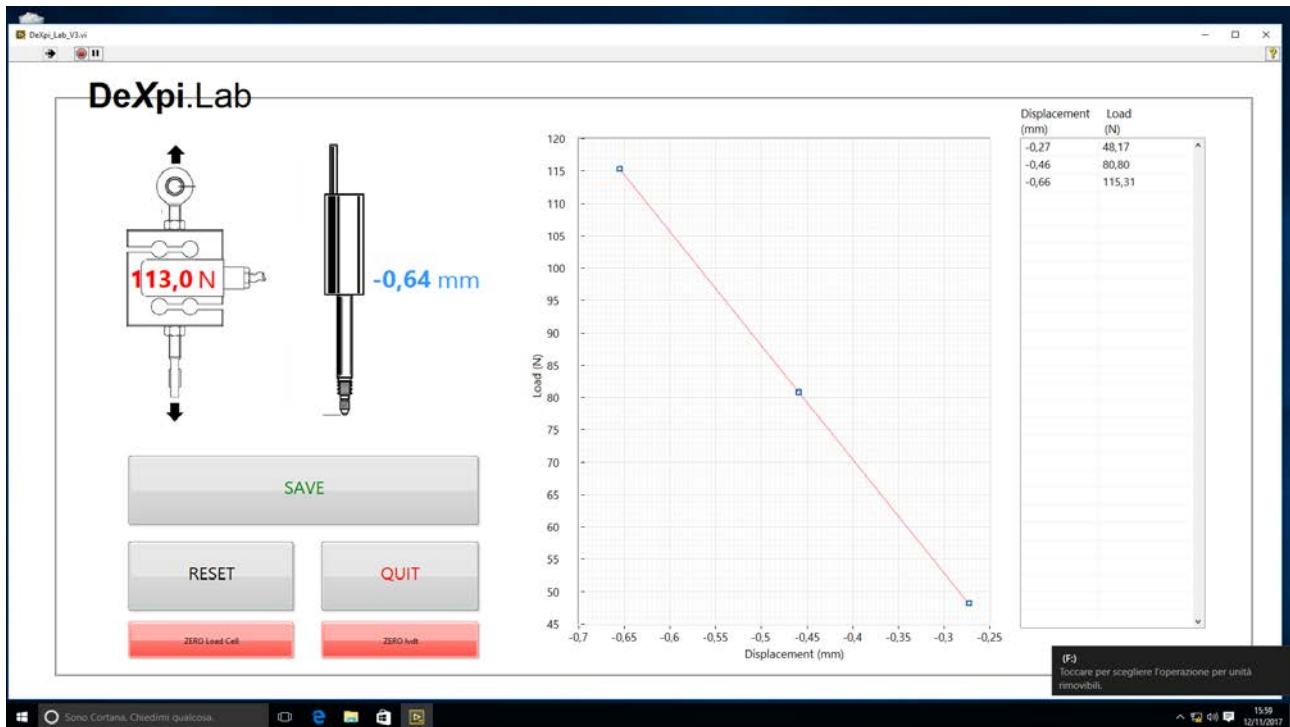 DeXpi_Lab_V3.vi
DeXpi.Lab
113,0 N
-0,64 mm
SAVE
RESET
QUIT
ZERO Load Cell
ZERO lvdt
120
115
110
105
100
95
90
85
80
75
70
65
60
55
50
45
Load (N)
-0,7 -0,65 -0,6 -0,55 -0,5 -0,45 -0,4 -0,35 -0,3 -0,25
Displacement (mm)
Displacement Load
(mm) (N)
-0,27 48,17
-0,46 80,80
-0,66 115,31
(F:)
Toccare per scegliere l'operazione per unità
rimovibili.
Sono Cortana. Chiedimi qualcosa.
15:59
12/11/2017